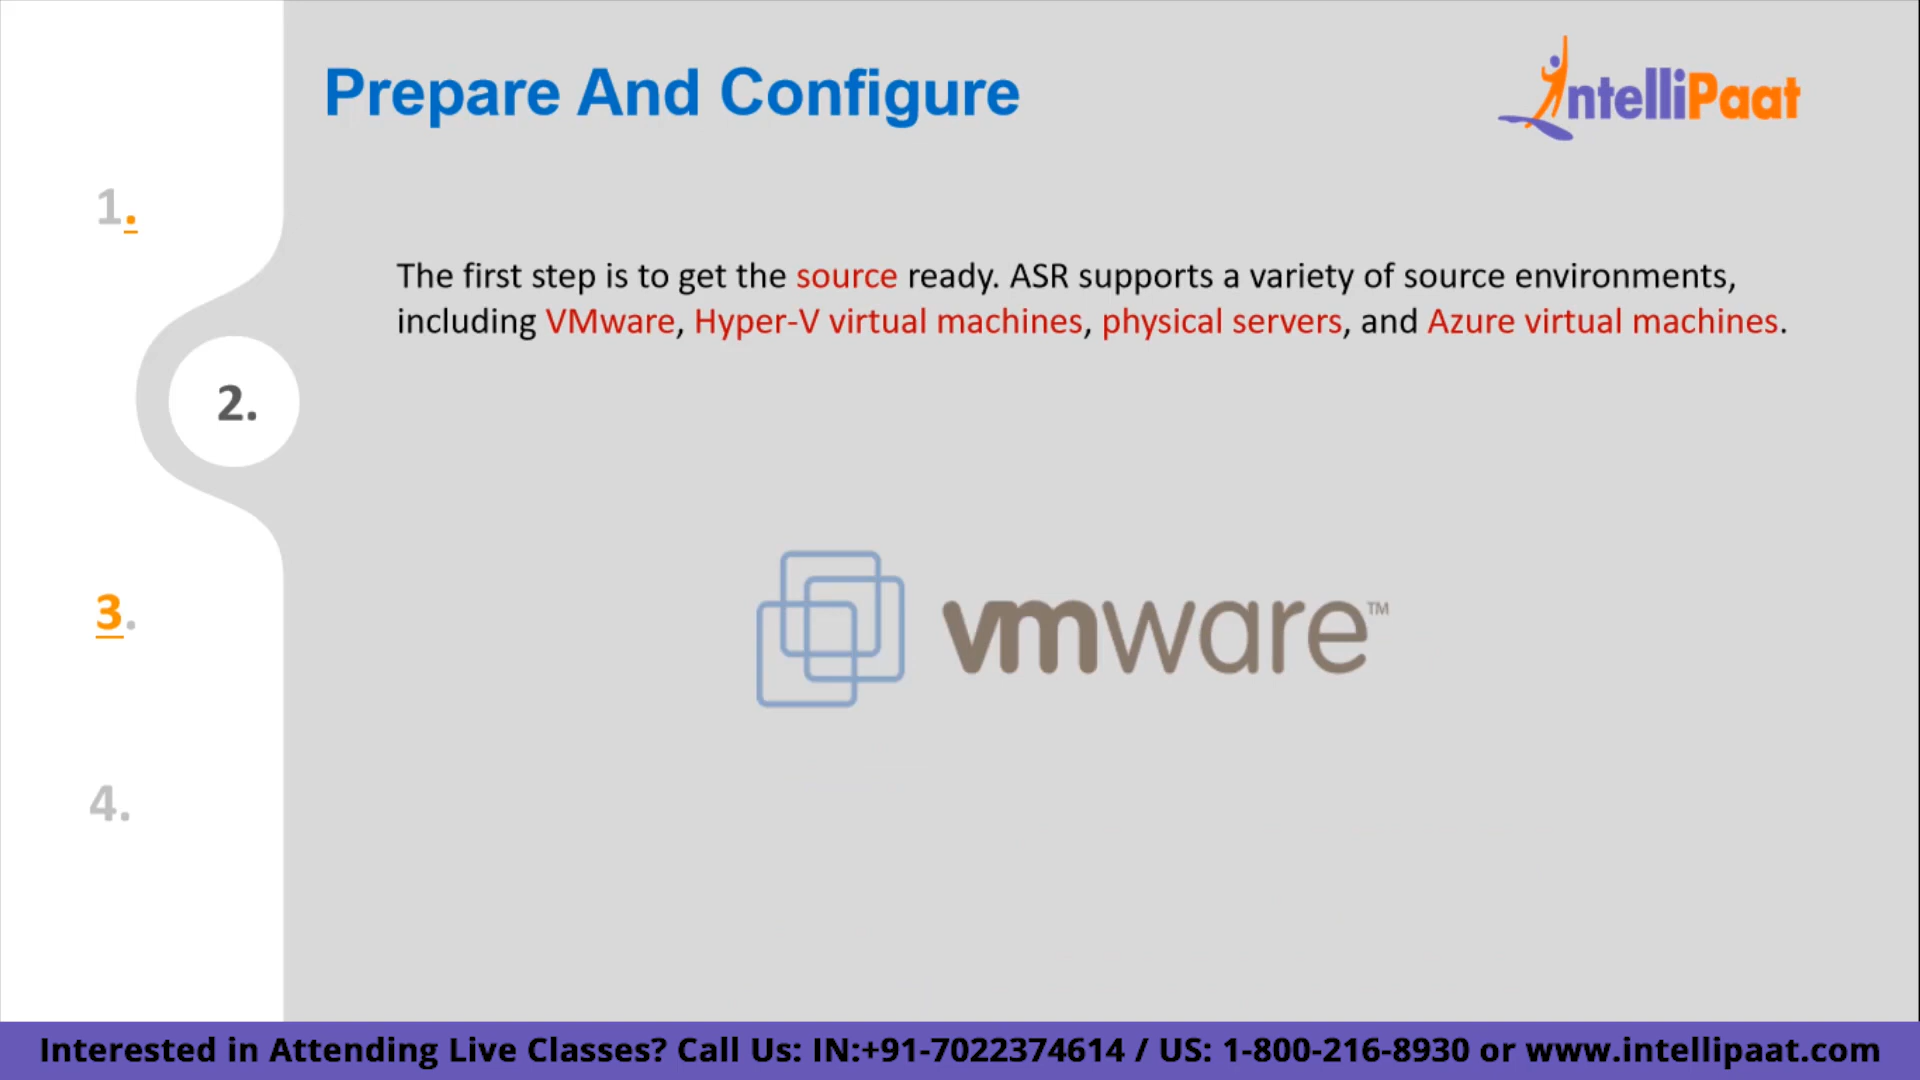 Prepare And Configure
IntelliPaat
1.
The first step is to get the source ready. ASR supports a variety of source environments,
including VMware, Hyper-V virtual machines, physical servers, and Azure virtual machines.
2.
vmware™
3.
4.
Interested in Attending Live Classes? Call Us: IN:+91-7022374614 / US: 1-800-216-8930 or www.intellipaat.com